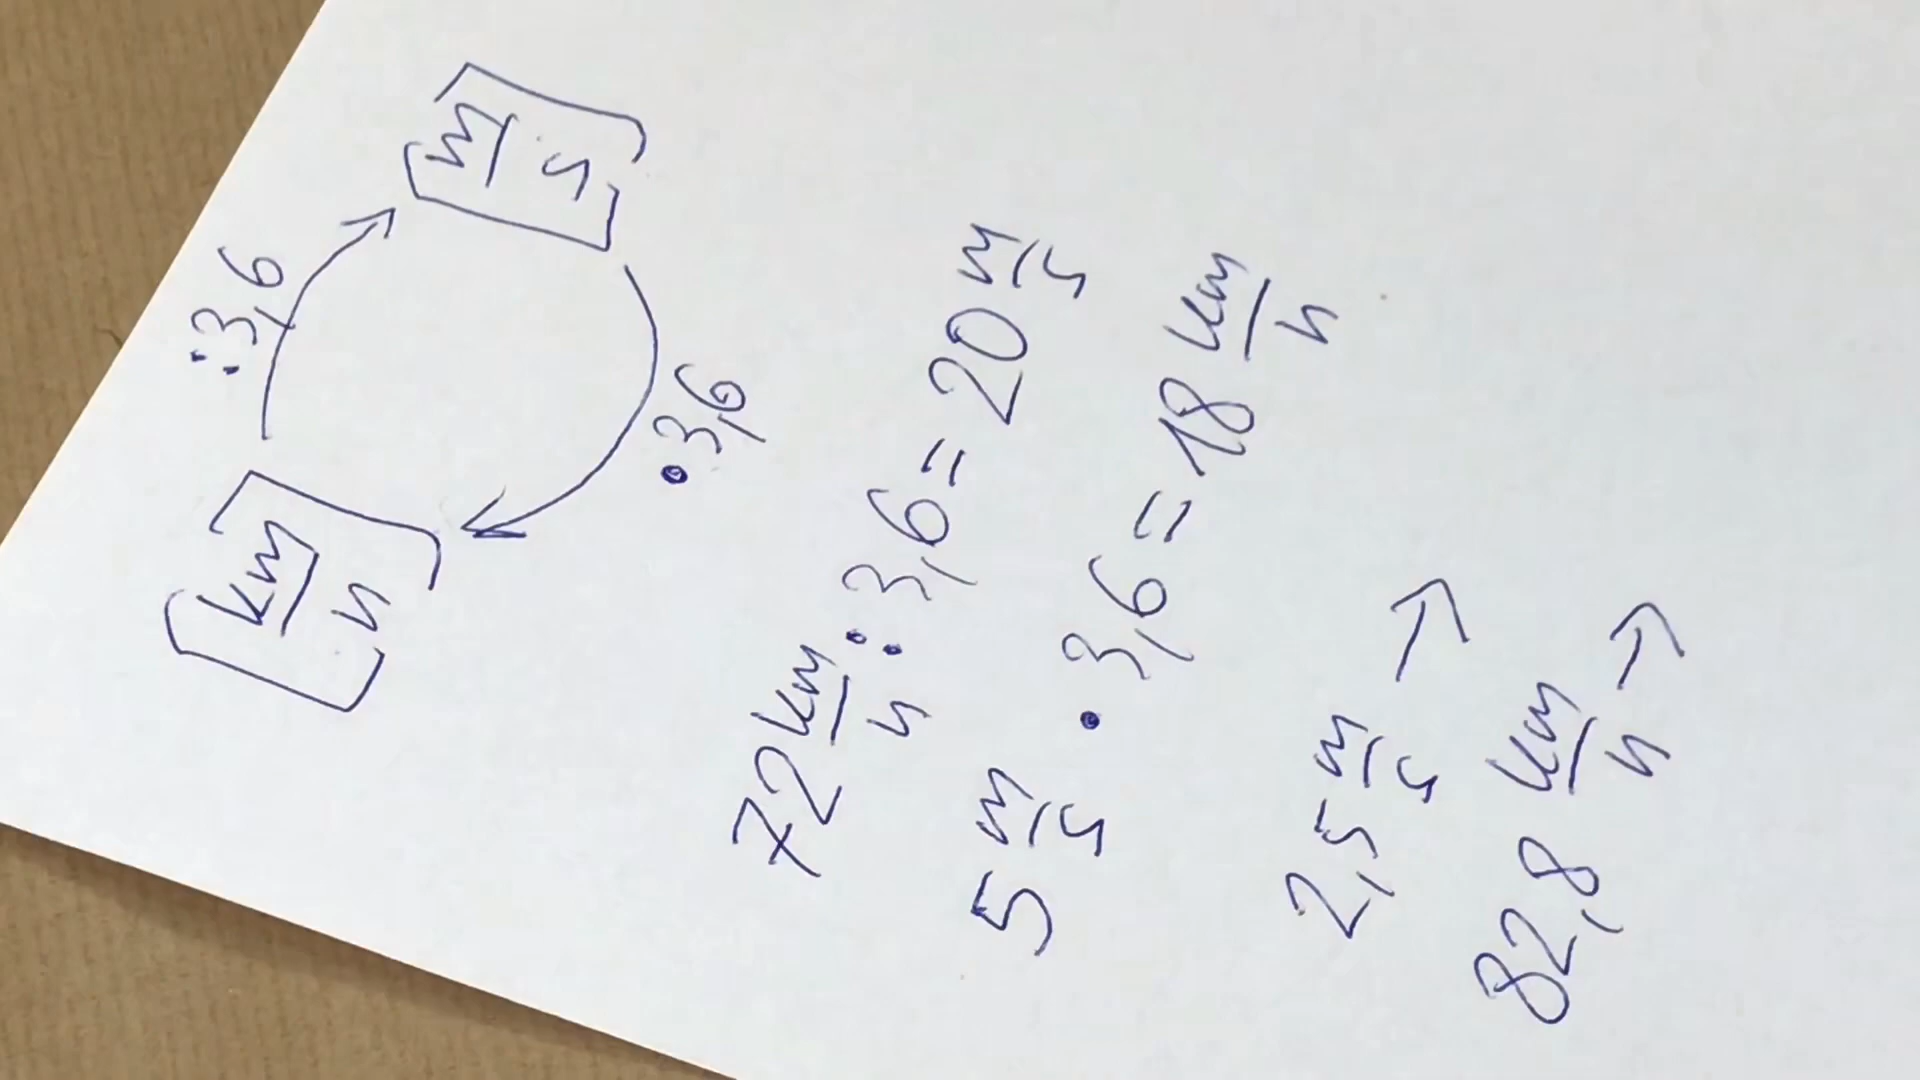 : 3,6
[km/h] [m/s]
• 3,6
72 km/h : 3,6 = 20 m/s
5 m/s • 3,6 = 18 km/h
2,5 m/s →
82,8 km/h →